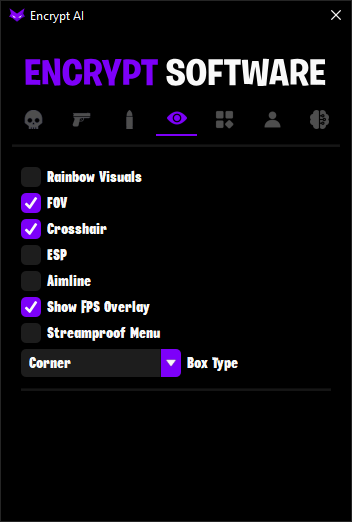 Encrypt AI
ENCRYPT SOFTWARE
Rainbow Visuals
FOV
Crosshair
ESP
Aimline
Show FPS Overlay
Streamproof Menu
Corner Box Type